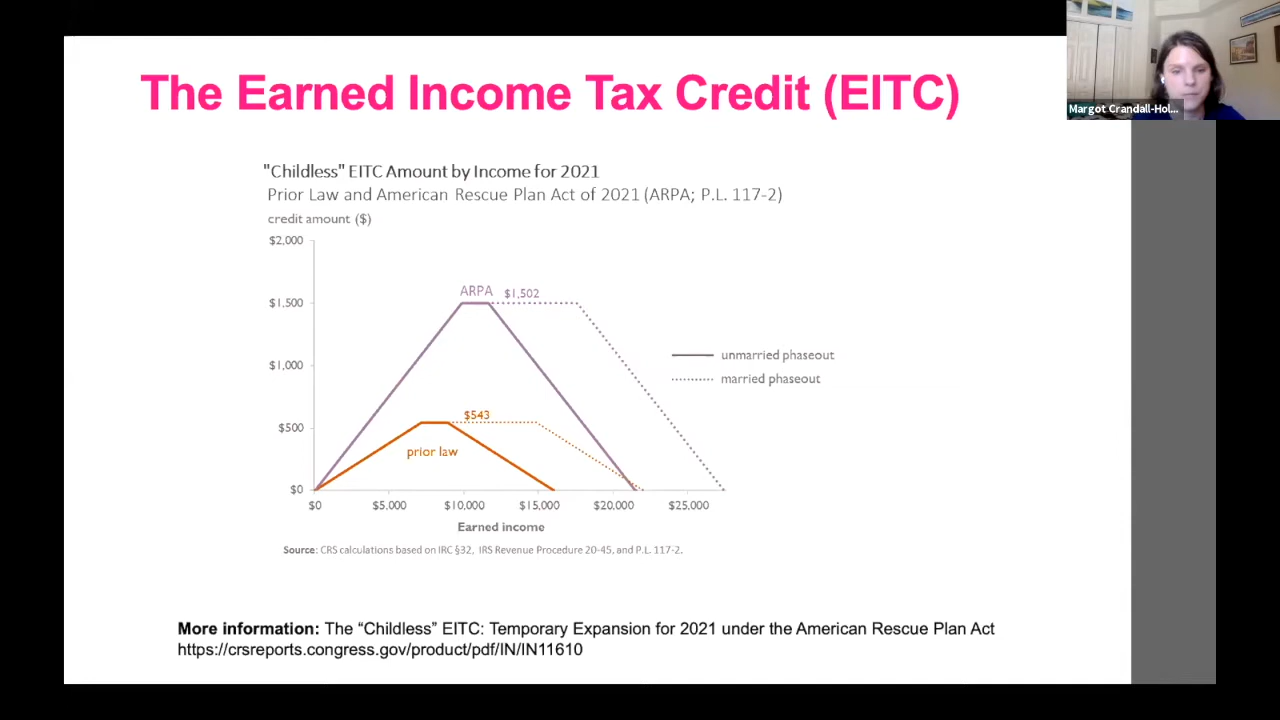 The Earned Income Tax Credit (EITC)
Margot Crandall-Hol...
"Childless" EITC Amount by Income for 2021
Prior Law and American Rescue Plan Act of 2021 (ARPA; P.L. 117-2)
credit amount ($)
$2,000
$1,500
$1,000
$500
$0
ARPA
$1,502
$543
prior law
unmarried phaseout
married phaseout
$0
$5,000
$10,000
$15,000
$20,000
$25,000
Earned income
Source: CRS calculations based on IRC §32, IRS Revenue Procedure 20-45, and P.L. 117-2.
More information: The “Childless” EITC: Temporary Expansion for 2021 under the American Rescue Plan Act
https://crsreports.congress.gov/product/pdf/IN/IN11610